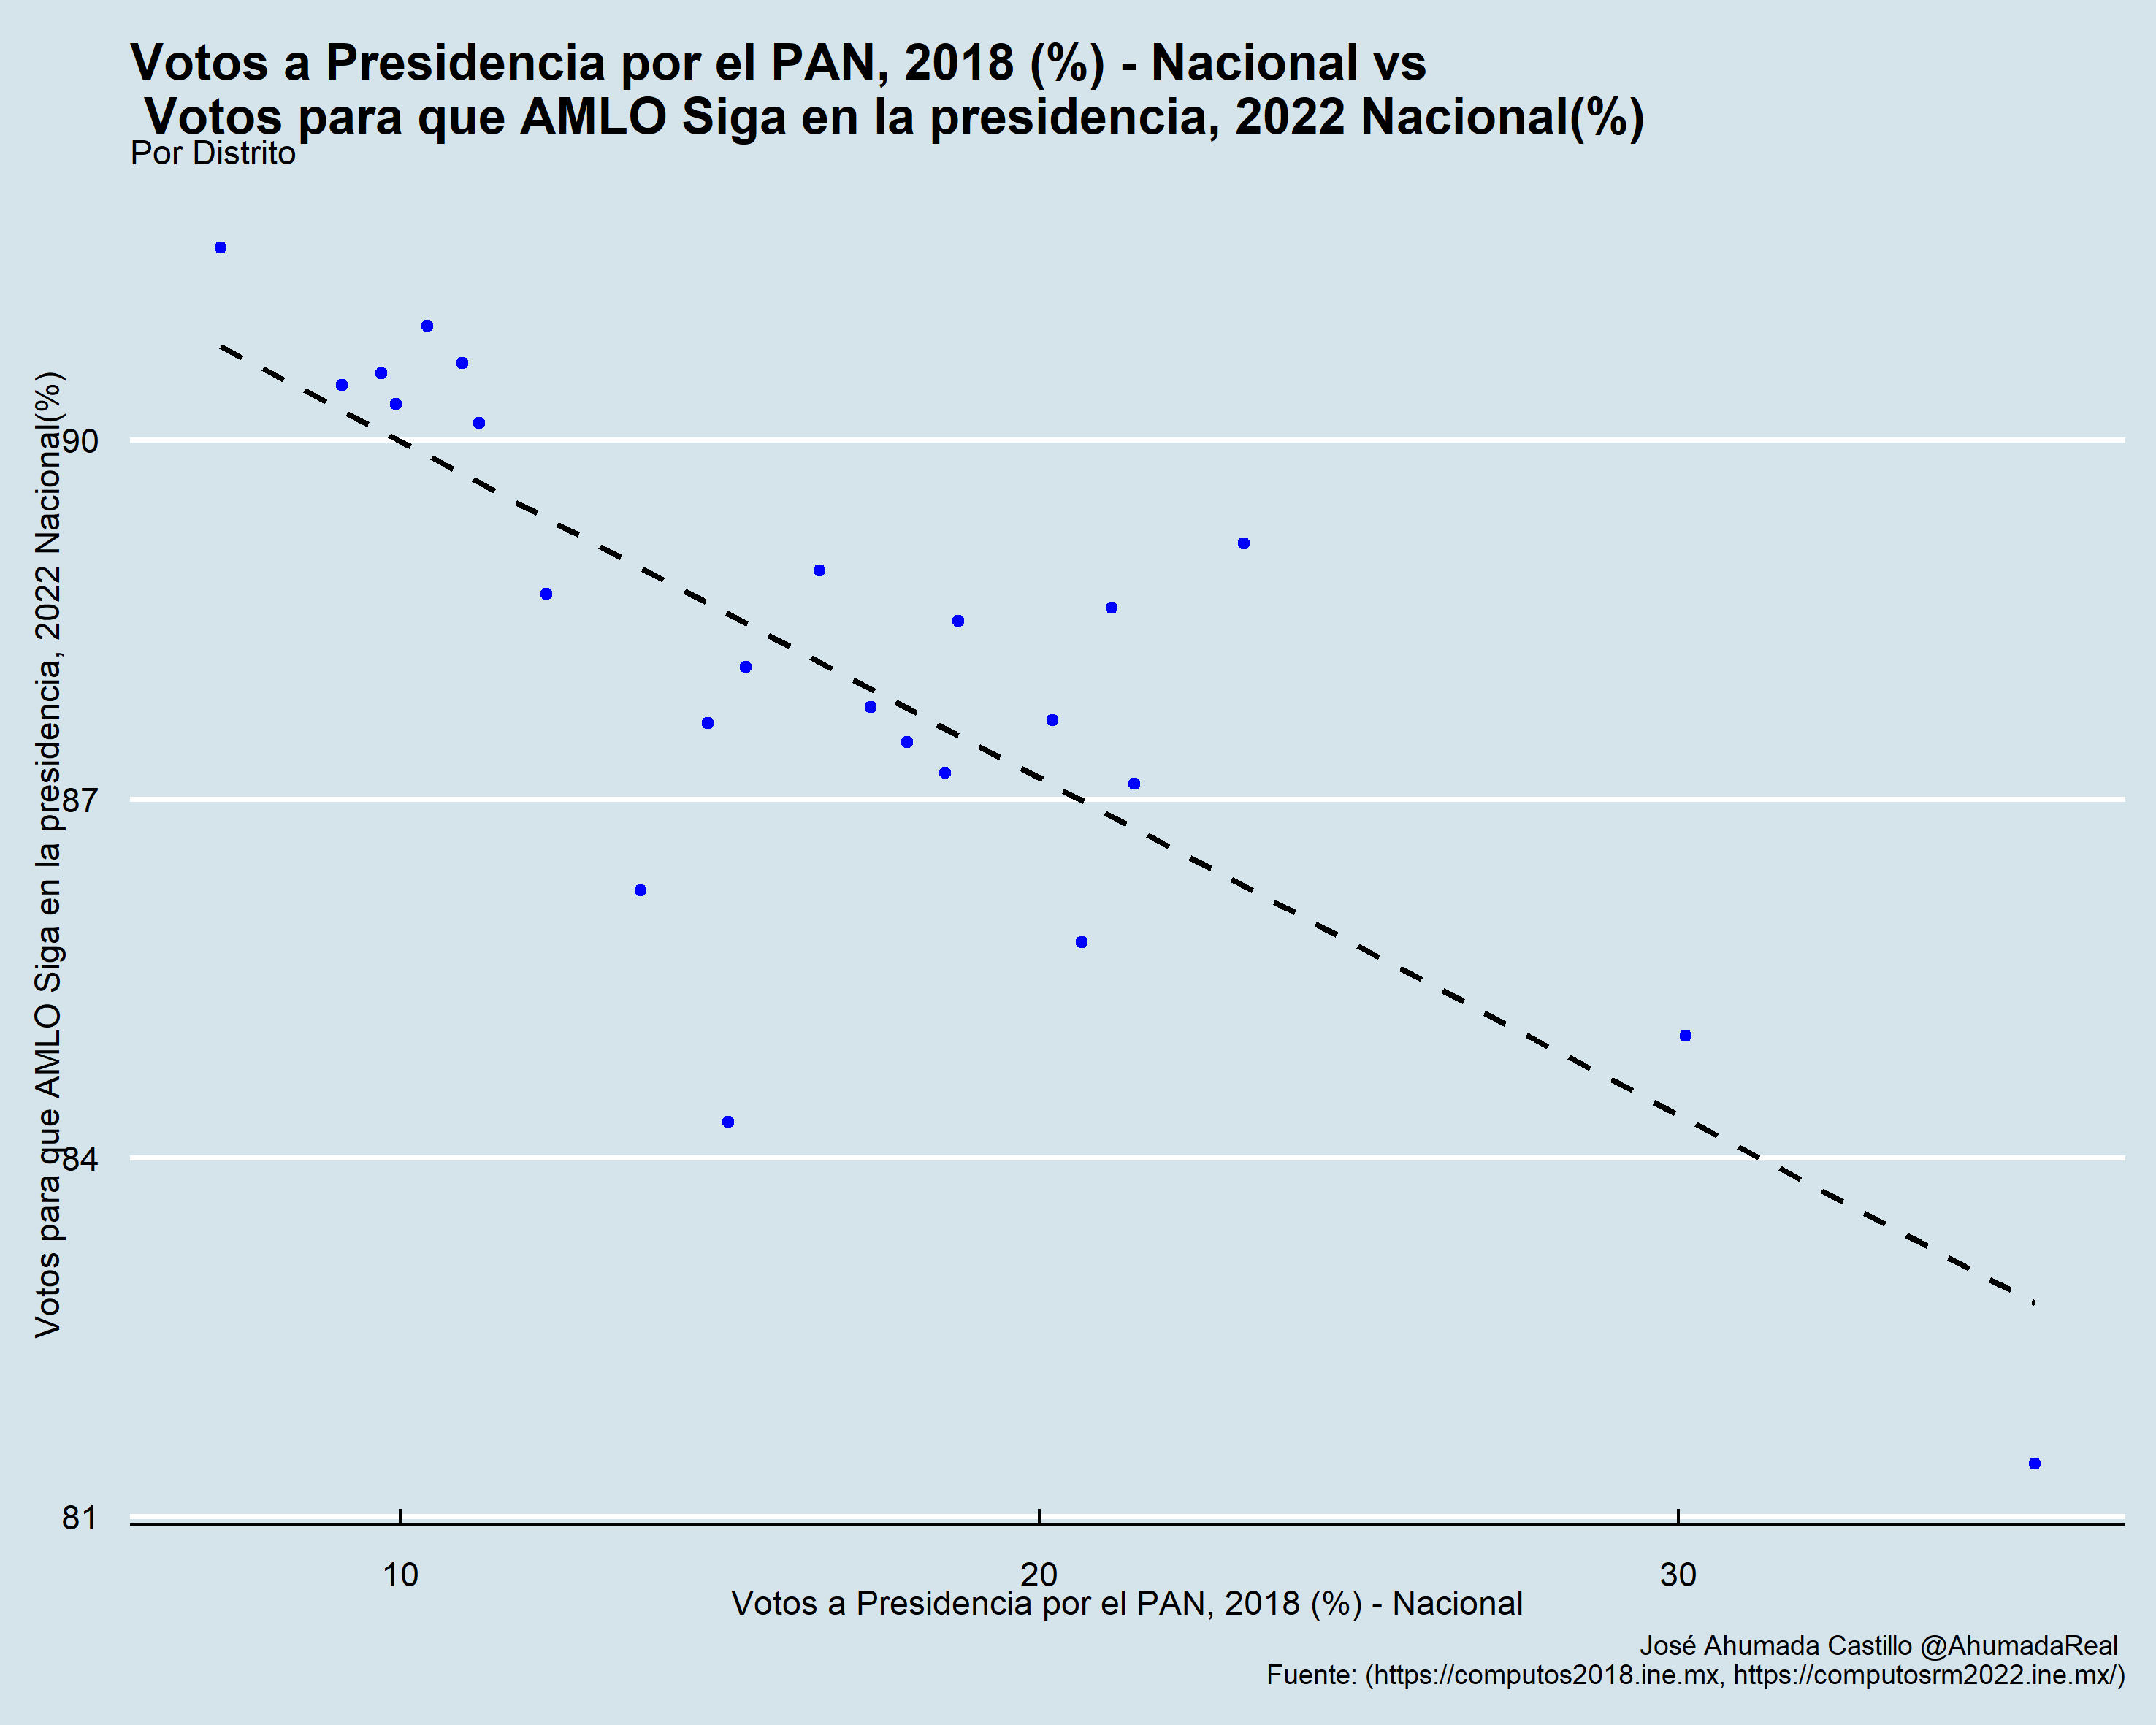 Votos a Presidencia por el PAN, 2018 (%) - Nacional vs
Votos para que AMLO Siga en la presidencia, 2022 Nacional(%)
Por Distrito
Votos para que AMLO Siga en la presidencia, 2022 Nacional(%)
90
87
84
81
10 20 30
Votos a Presidencia por el PAN, 2018 (%) - Nacional
José Ahumada Castillo @AhumadaReal
Fuente: (https://computos2018.ine.mx, https://computosrm2022.ine.mx/)